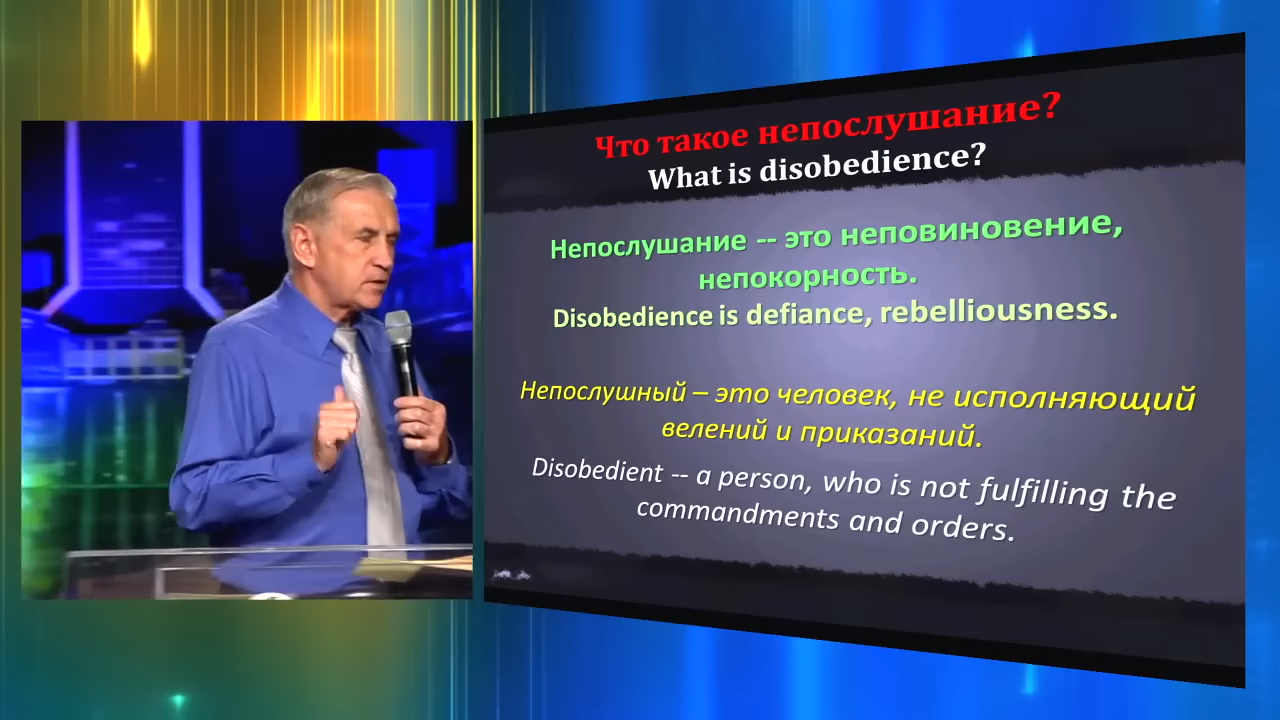 Что такое непослушание?
What is disobedience?
Непослушание -- это неповиновение,
непокорность.
Disobedience is defiance, rebelliousness.
Непослушный – это человек, не исполняющий
велений и приказаний.
Disobedient -- a person, who is not fulfilling the
commandments and orders.